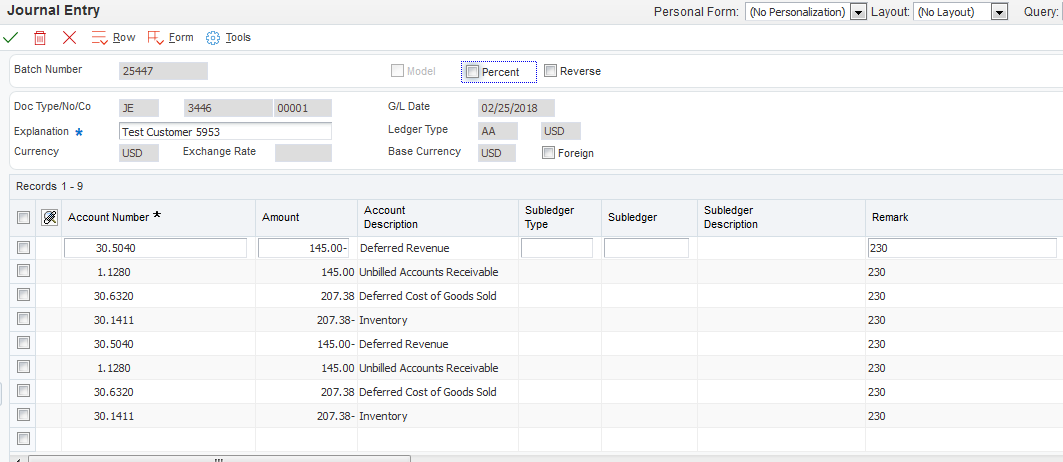 Journal Entry
Personal Form: (No Personalization) Layout: (No Layout) Query:
Row Form Tools
Batch Number 25447 Model Percent Reverse
Doc Type/No/Co JE 3446 00001 G/L Date 02/25/2018
Explanation * Test Customer 5953 Ledger Type AA USD
Currency USD Exchange Rate Base Currency USD Foreign
Records 1 - 9
Account Number * Amount Account Description Subledger Type Subledger Subledger Description Remark
30.5040 145.00- Deferred Revenue 230
1.1280 145.00 Unbilled Accounts Receivable 230
30.6320 207.38 Deferred Cost of Goods Sold 230
30.1411 207.38- Inventory 230
30.5040 145.00- Deferred Revenue 230
1.1280 145.00 Unbilled Accounts Receivable 230
30.6320 207.38 Deferred Cost of Goods Sold 230
30.1411 207.38- Inventory 230